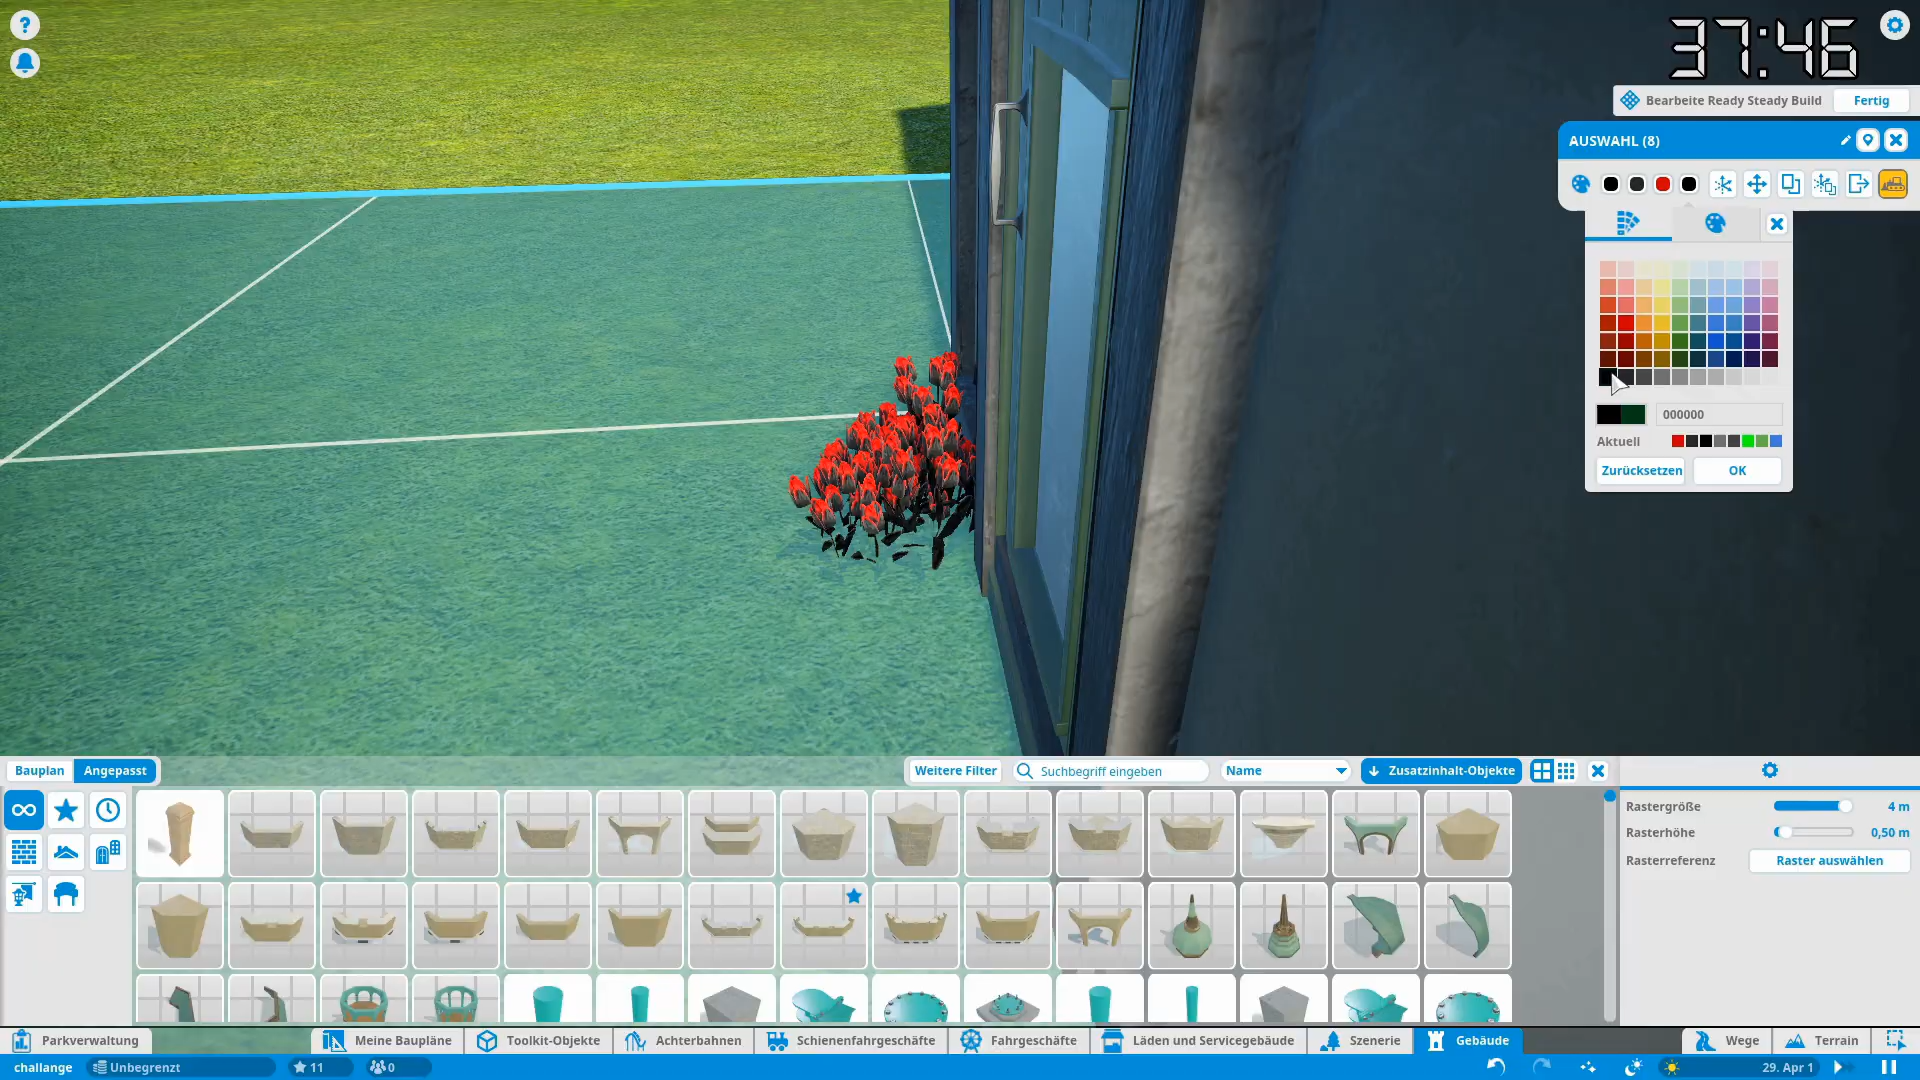 ?
37:46
Bearbeite Ready Steady Build
Fertig
AUSWAHL (8)
000000
Aktuell
Zurücksetzen
OK
Bauplan
Angepasst
Weitere Filter
Suchbegriff eingeben
Name
Zusatzinhalt-Objekte
Rastergröße
4 m
Rasterhöhe
0,50 m
Rasterreferenz
Raster auswählen
Parkverwaltung
Meine Baupläne
Toolkit-Objekte
Achterbahnen
Schienenfahrgeschäfte
Fahrgeschäfte
Läden und Servicegebäude
Szenerie
Gebäude
Wege
Terrain
challange
Unbegrenzt
11
0
29. Apr 1